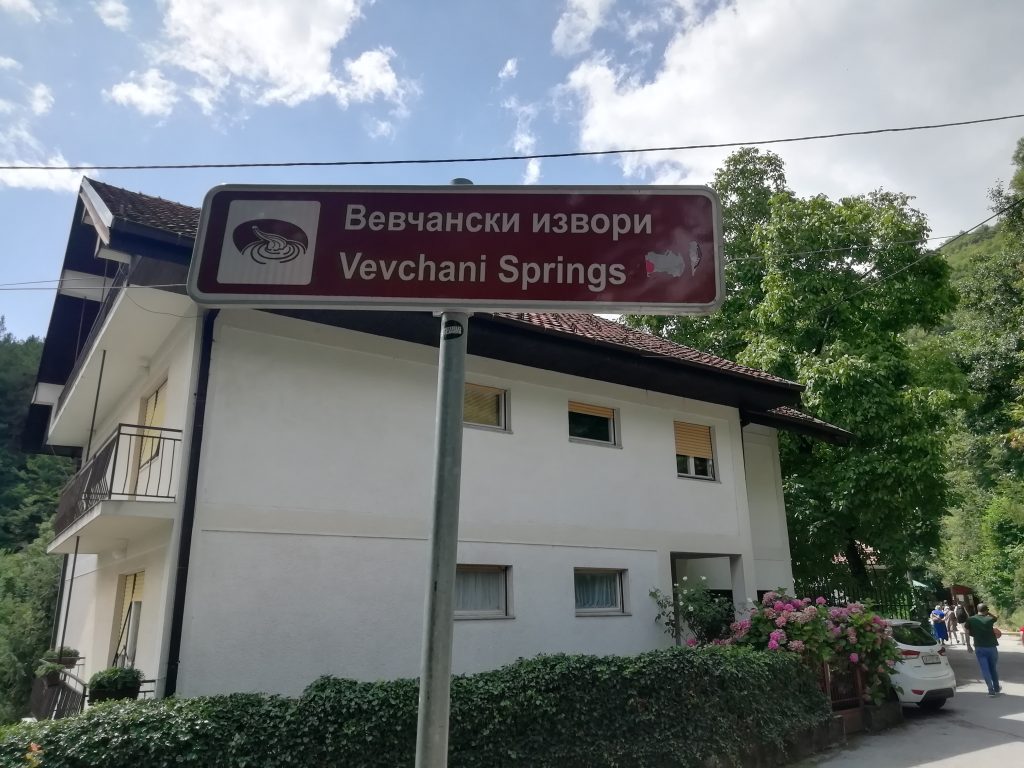 Вевчански извори
Vevchani Springs